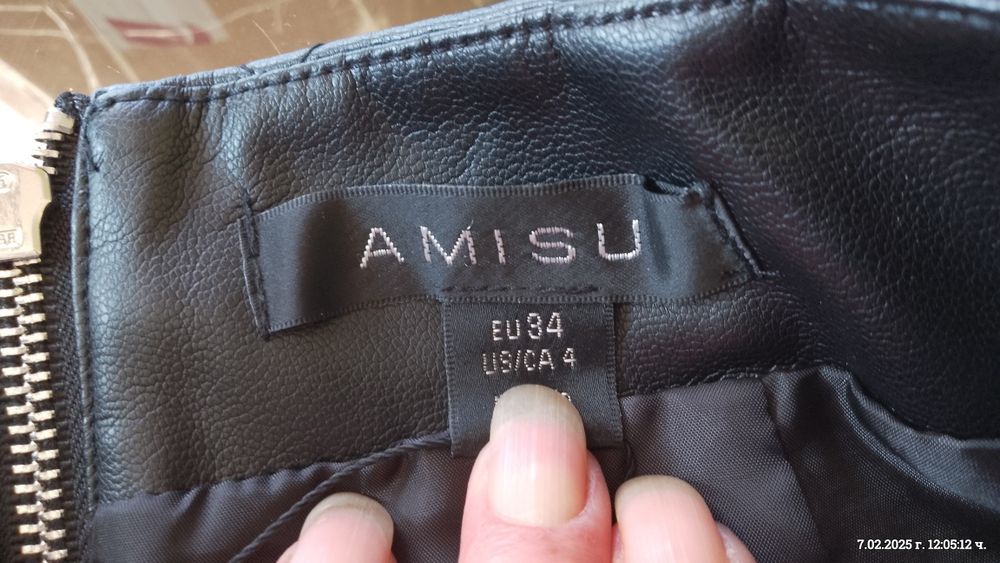 AMISU
EU 34
US/CA 4
7.02.2025 г. 12:05:12 ч.